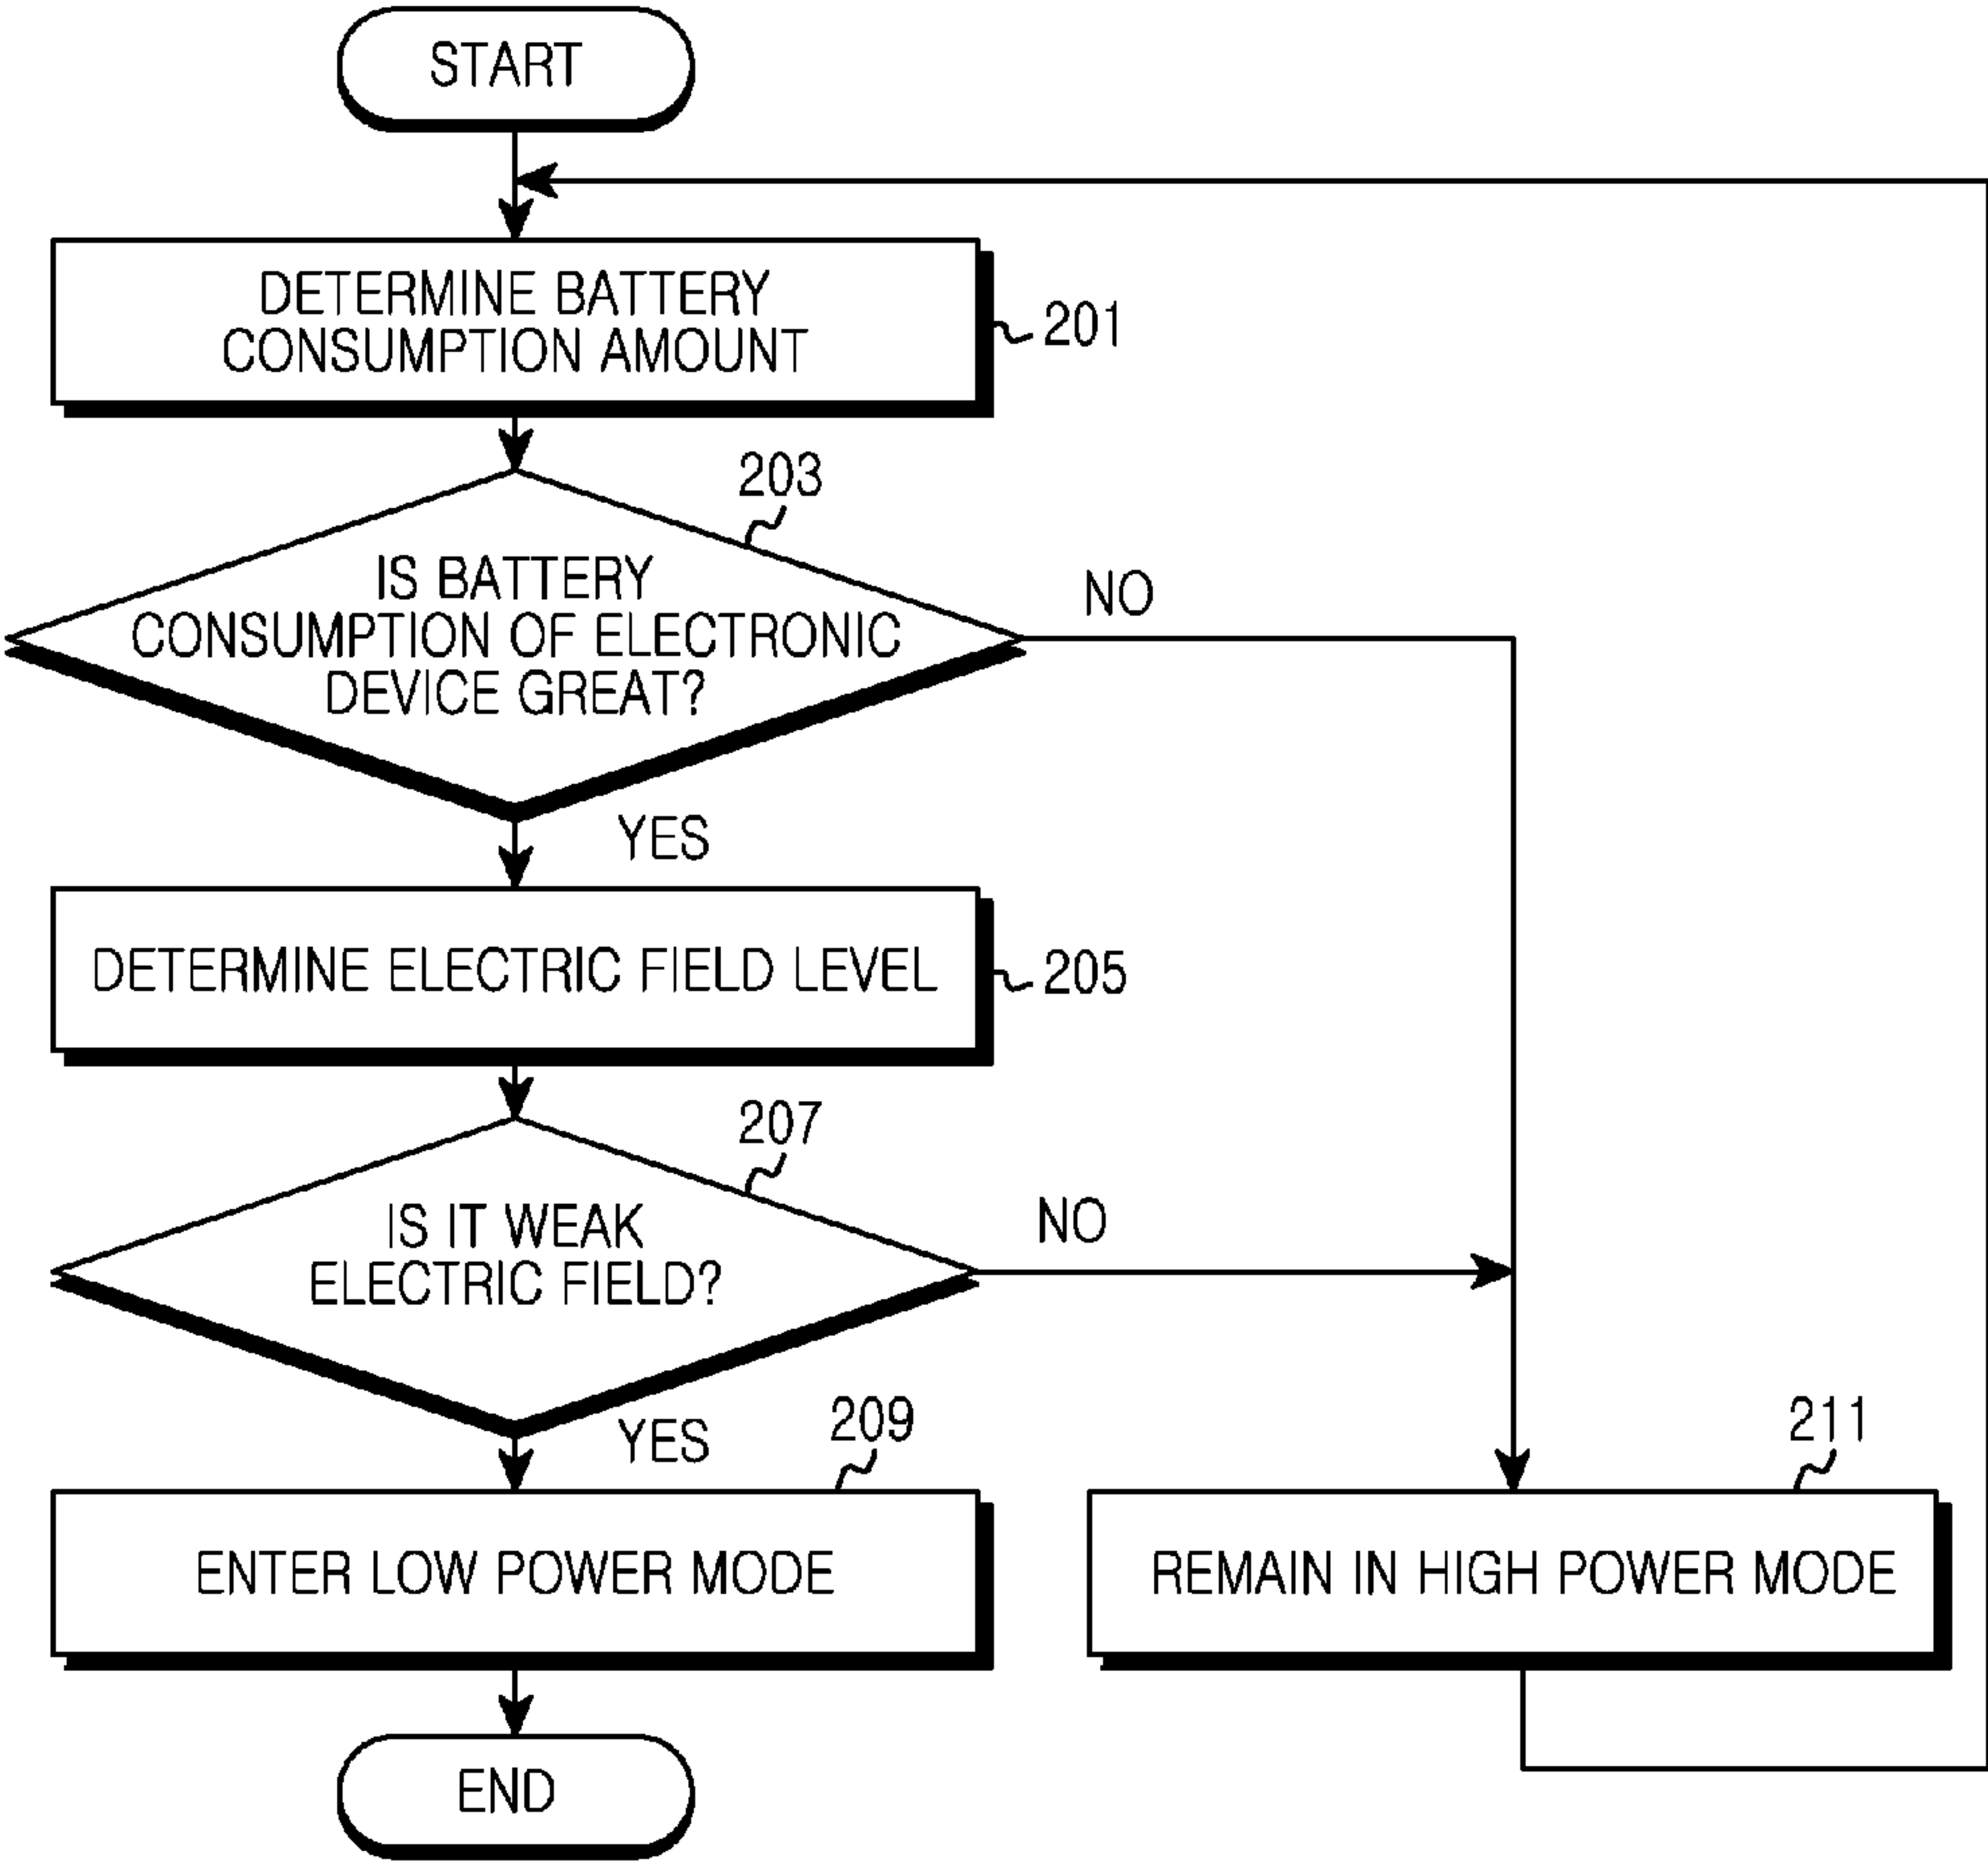 START
DETERMINE BATTERY
CONSUMPTION AMOUNT
201
203
IS BATTERY
CONSUMPTION OF ELECTRONIC
DEVICE GREAT?
NO
YES
DETERMINE ELECTRIC FIELD LEVEL
205
207
IS IT WEAK
ELECTRIC FIELD?
NO
YES
209
211
ENTER LOW POWER MODE
REMAIN IN HIGH POWER MODE
END